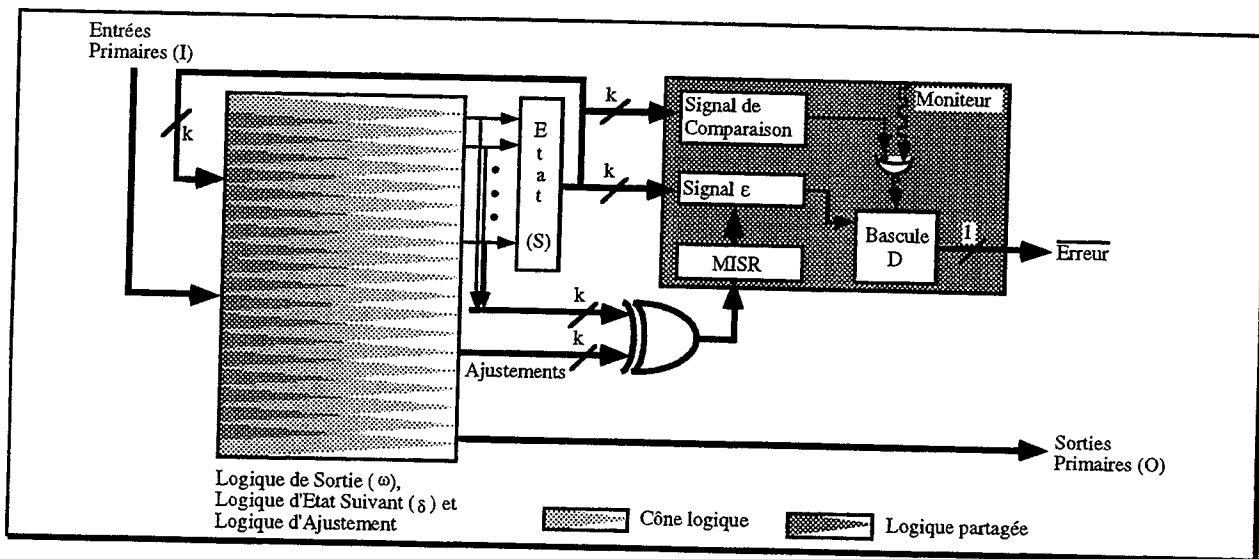 Entrées
Primaires (I)
k
k
k
Signal de
Comparaison
Moniteur
E
t
a
t
(S)
Signal ε
MISR
Bascule
D
1
Erreur
k
k
Ajustements
Sorties
Primaires (O)
Logique de Sortie (ω),
Logique d'Etat Suivant (δ) et
Logique d'Ajustement
Cône logique
Logique partagée